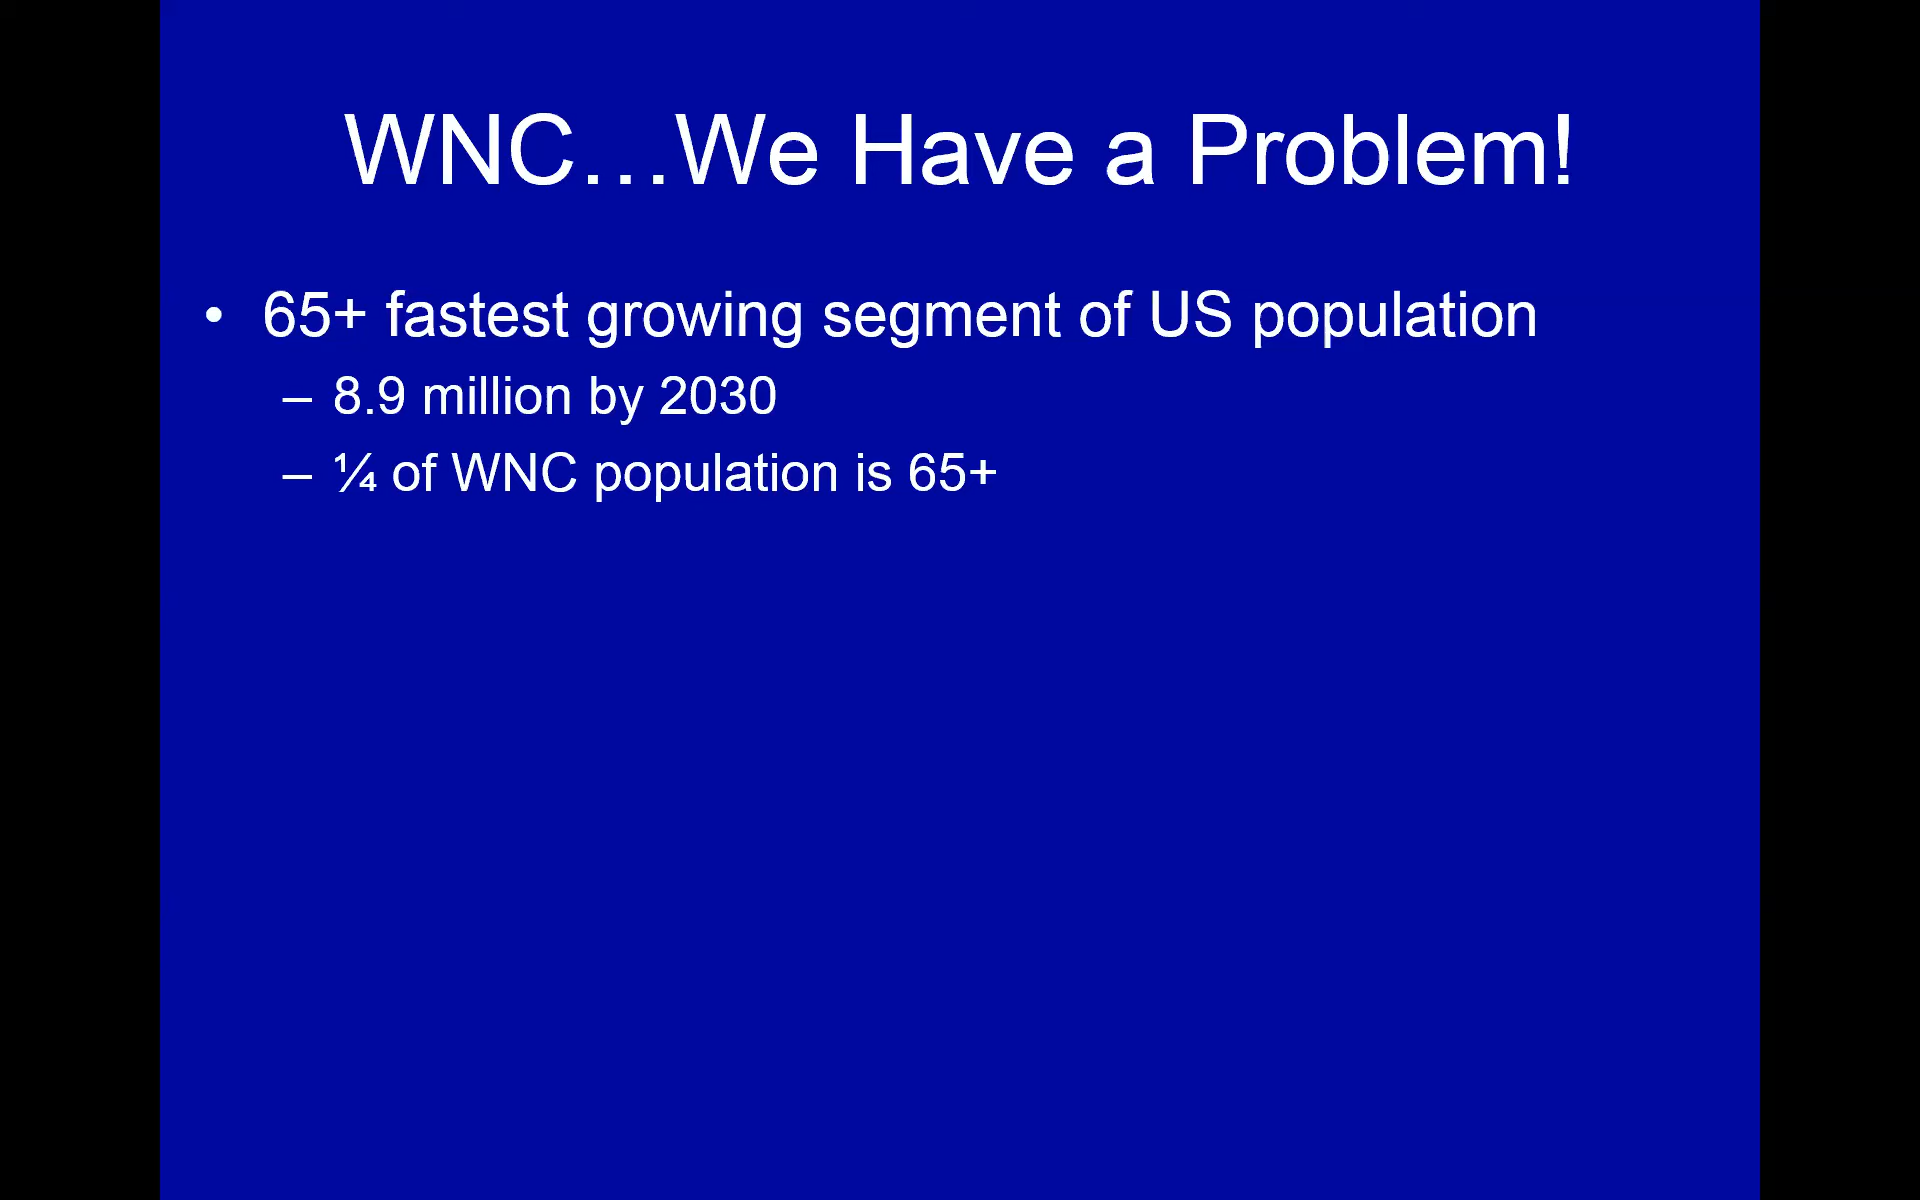 WNC…We Have a Problem!
• 65+ fastest growing segment of US population
– 8.9 million by 2030
– ¼ of WNC population is 65+